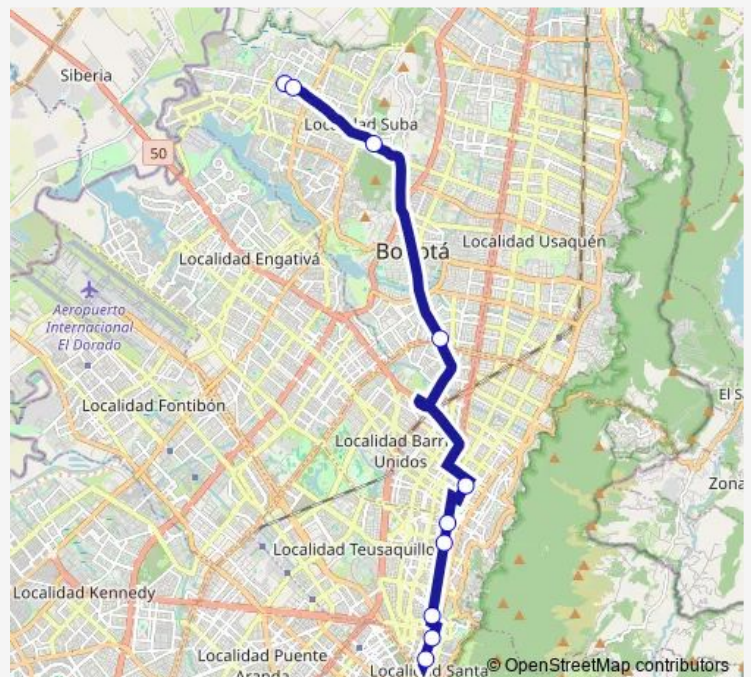 Siberia
Localidad Suba
50
Bogotá
Localidad Usaquén
Localidad Engativá
Aeropuerto
Internacional
El Dorado
El S
Localidad Fontibón
Localidad Barri
Unidos
Zona
Localidad Teusaquillo
Localidad Kennedy
Localidad Puente
Aranda
Localidad Santa
© OpenStreetMap contributors